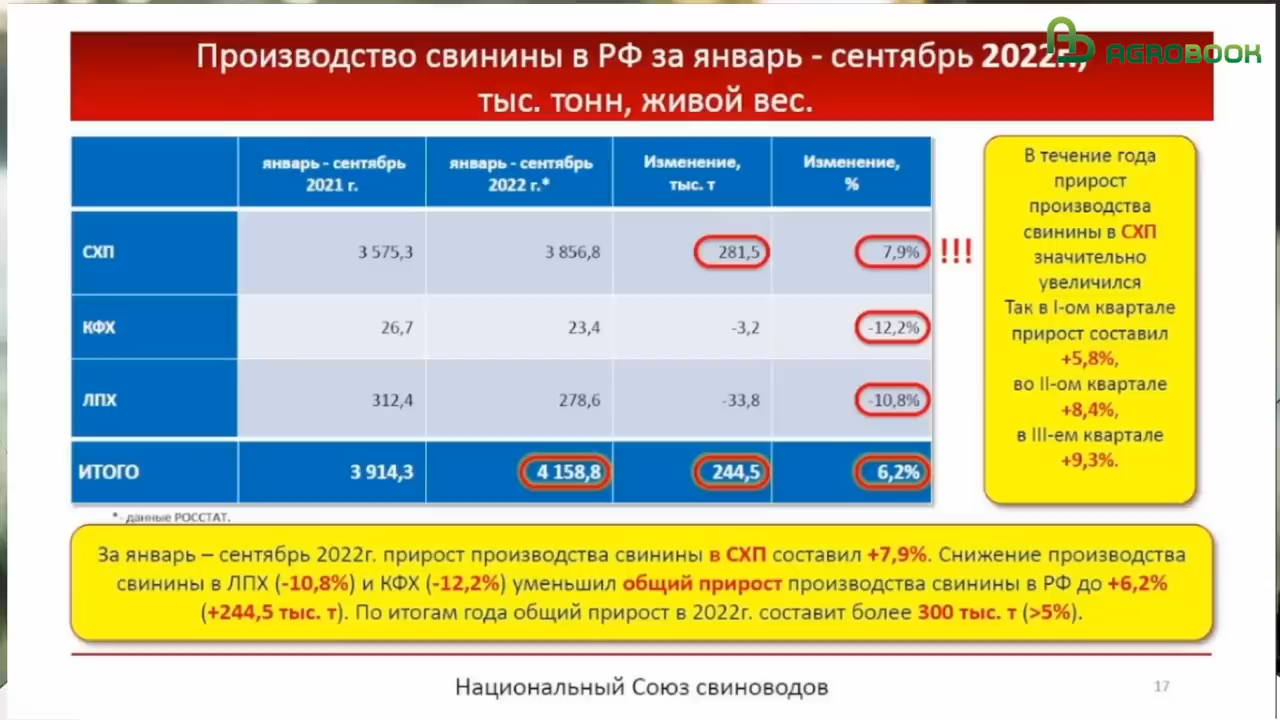 Производство свинины в РФ за январь - сентябрь 2022г,
AGROBOOK
тыс. тонн, живой вес.
январь - сентябрь 2021 г.
январь - сентябрь 2022 г.*
Изменение, тыс. т
Изменение, %
СХП 3 575,3 3 856,8 281,5 7,9% !!!
КФХ 26,7 23,4 -3,2 -12,2%
ЛПХ 312,4 278,6 -33,8 -10,8%
ИТОГО 3 914,3 4 158,8 244,5 6,2%
* - данные РОССТАТ.
В течение года
прирост
производства
свинины в СХП
значительно
увеличился
Так в I-ом квартале
прирост составил
+5,8%,
во II-ом квартале
+8,4%,
в III-ем квартале
+9,3%.
За январь – сентябрь 2022г. прирост производства свинины в СХП составил +7,9%. Снижение производства
свинины в ЛПХ (-10,8%) и КФХ (-12,2%) уменьшил общий прирост производства свинины в РФ до +6,2%
(+244,5 тыс. т). По итогам года общий прирост в 2022г. составит более 300 тыс. т (>5%).
Национальный Союз свиноводов
17